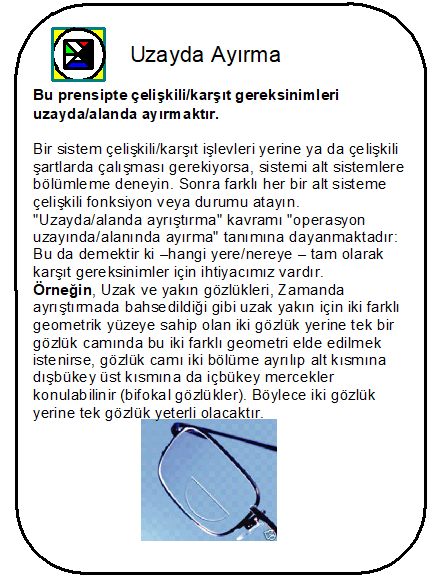 Uzayda Ayırma
Bu prensipte çelişkili/karşıt gereksinimleri
uzayda/alanda ayırmaktır.
Bir sistem çelişkili/karşıt işlevleri yerine ya da çelişkili
şartlarda çalışması gerekiyorsa, sistemi alt sistemlere
bölümleme deneyin. Sonra farklı her bir alt sisteme
çelişkili fonksiyon veya durumu atayın.
"Uzayda/alanda ayrıştırma" kavramı "operasyon
uzayında/alanında ayırma" tanımına dayanmaktadır:
Bu da demektir ki –hangi yere/nereye – tam olarak
karşıt gereksinimler için ihtiyacımız vardır.
Örneğin, Uzak ve yakın gözlükleri, Zamanda
ayrıştırmada bahsedildiği gibi uzak yakın için iki farklı
geometrik yüzeye sahip olan iki gözlük yerine tek bir
gözlük camında bu iki farklı geometri elde edilmek
istenirse, gözlük camı iki bölüme ayrılıp alt kısmına
dışbükey üst kısmına da içbükey mercekler
konulabilinir (bifokal gözlükler). Böylece iki gözlük
yerine tek gözlük yeterli olacaktır.